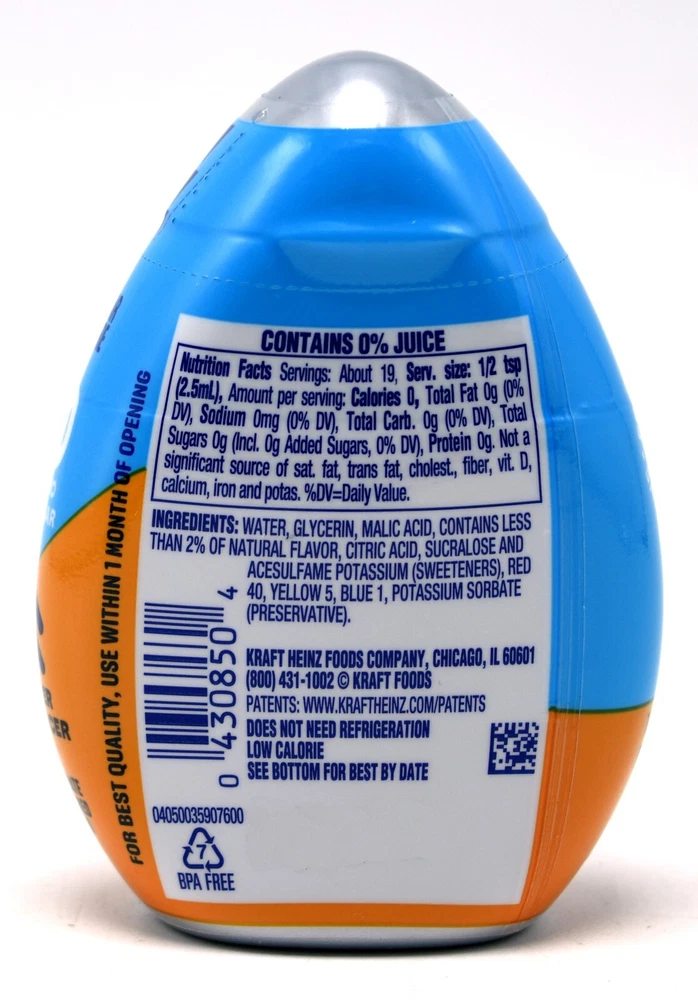 CONTAINS 0% JUICE
Nutrition Facts Servings: About 19, Serv. size: 1/2 tsp
(2.5mL), Amount per serving: Calories 0, Total Fat 0g (0%
DV), Sodium 0mg (0% DV), Total Carb. 0g (0% DV), Total
Sugars 0g (Incl. 0g Added Sugars, 0% DV), Protein 0g. Not a
significant source of sat. fat, trans fat, cholest., fiber, vit. D,
calcium, iron and potas. %DV=Daily Value.
INGREDIENTS: WATER, GLYCERIN, MALIC ACID, CONTAINS LESS
THAN 2% OF NATURAL FLAVOR, CITRIC ACID, SUCRALOSE AND
ACESULFAME POTASSIUM (SWEETENERS), RED
40, YELLOW 5, BLUE 1, POTASSIUM SORBATE
(PRESERVATIVE).
KRAFT HEINZ FOODS COMPANY, CHICAGO, IL 60601
(800) 431-1002 © KRAFT FOODS
PATENTS: WWW.KRAFTHEINZ.COM/PATENTS
DOES NOT NEED REFRIGERATION
LOW CALORIE
SEE BOTTOM FOR BEST BY DATE
0 430850 4
04050035907600
7
BPA FREE
FOR BEST QUALITY, USE WITHIN 1 MONTH OF OPENING